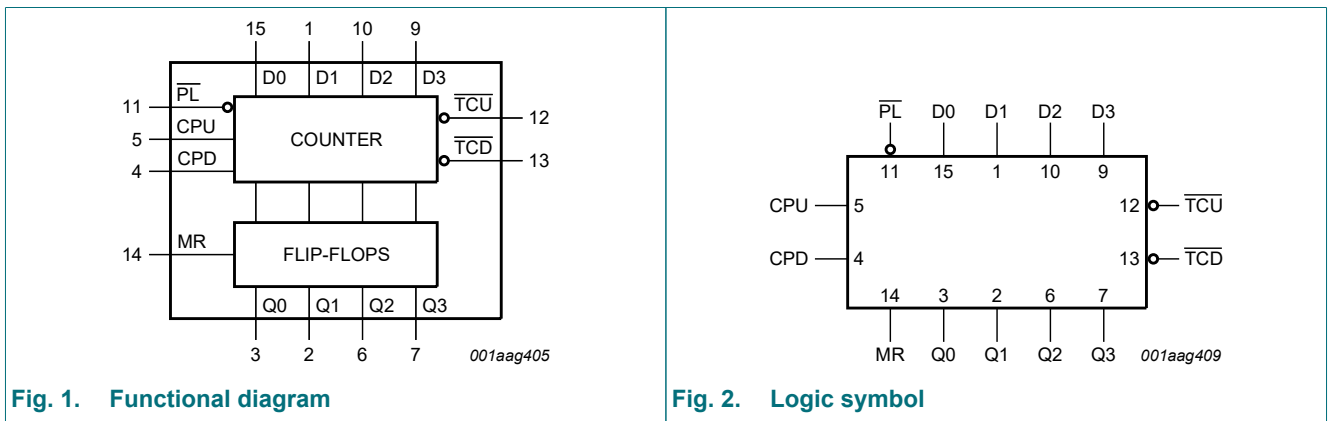 15 1 10 9
D0 D1 D2 D3
11 PL
TCU 12
5 CPU
COUNTER
TCD 13
4 CPD
14 MR
FLIP-FLOPS
Q0 Q1 Q2 Q3
3 2 6 7
001aag405
Fig. 1. Functional diagram
PL D0 D1 D2 D3
11 15 1 10 9
CPU 5
12 TCU
CPD 4
13 TCD
14 3 2 6 7
MR Q0 Q1 Q2 Q3
001aag409
Fig. 2. Logic symbol